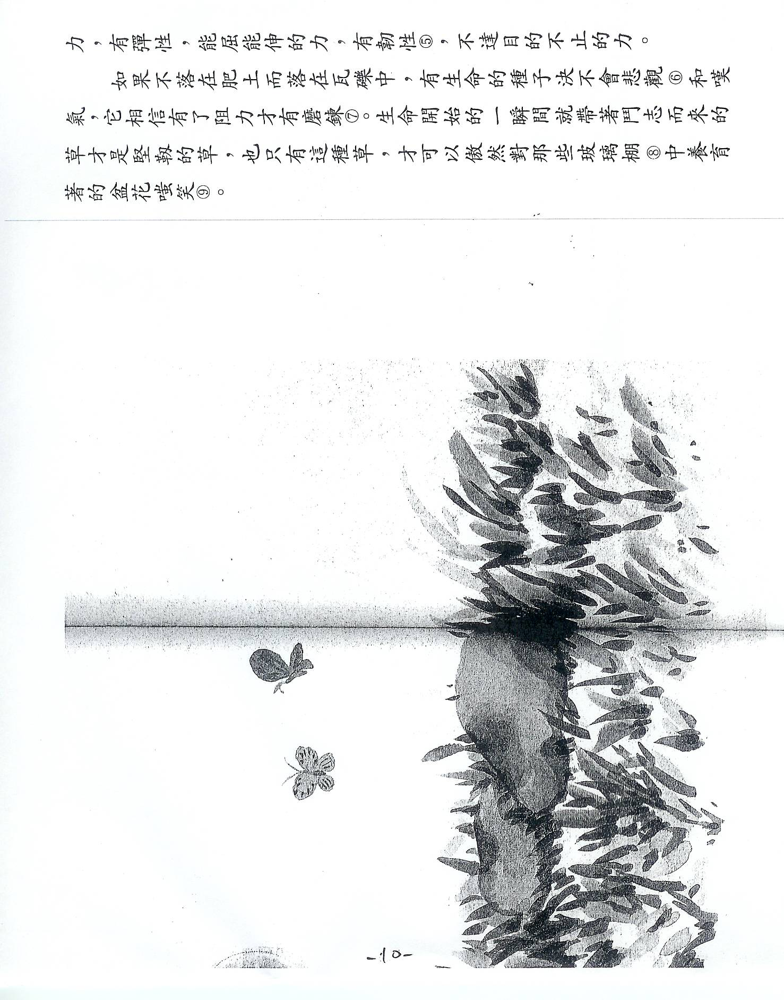 力，有彈性，能屈能伸的力，有韌性⑤，不達目的不止的力。
如果不落在肥土而落在瓦礫中，有生命的種子決不會悲觀⑥和嘆
氣，它相信有了阻力才有磨鍊⑦。生命開始的一瞬間就帶著鬥志而來的
草才是堅韌的草，也只有這種草，才可以傲然對那些玻璃棚⑧中養育
著的盆花嗤笑⑨。
-10-